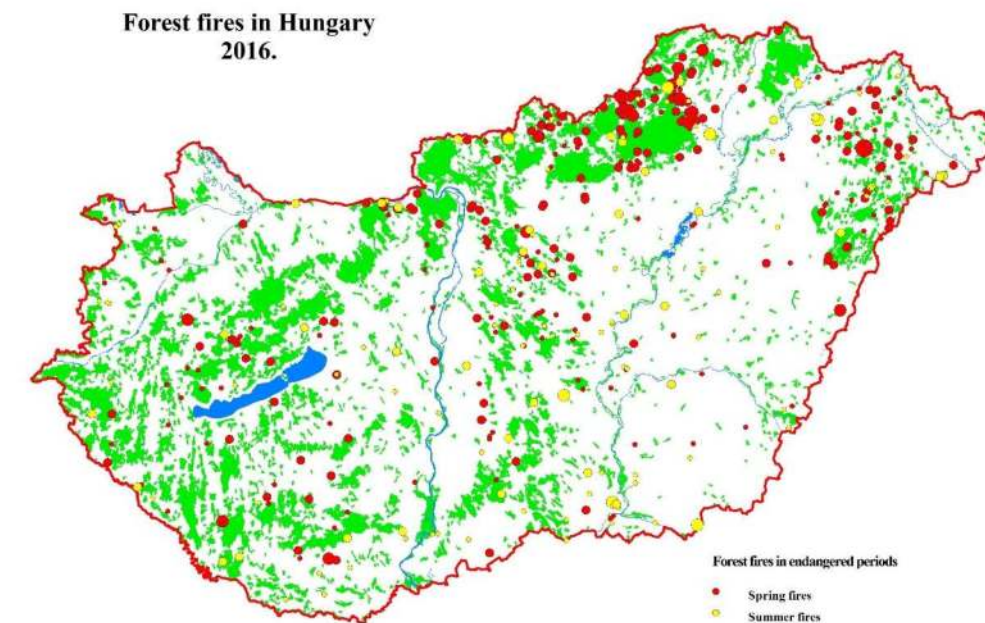 Forest fires in Hungary
2016.
Forest fires in endangered periods
Spring fires
Summer fires